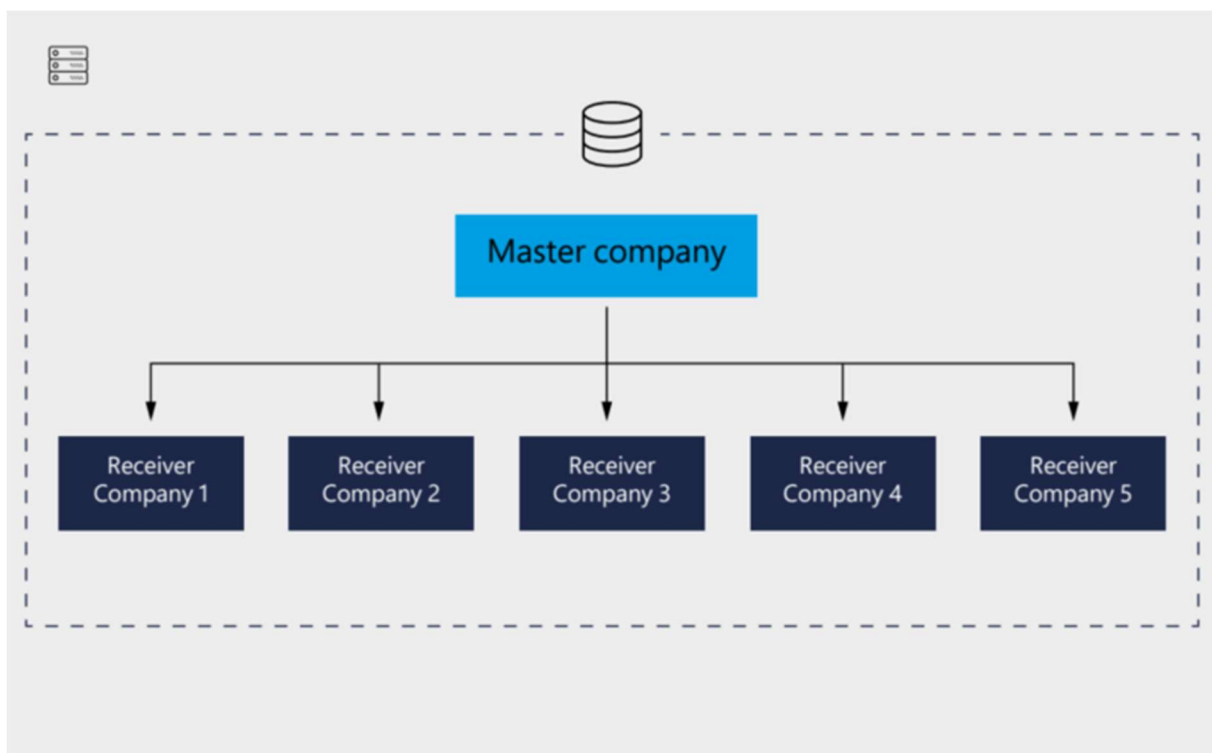 Master company
Receiver
Company 1
Receiver
Company 2
Receiver
Company 3
Receiver
Company 4
Receiver
Company 5